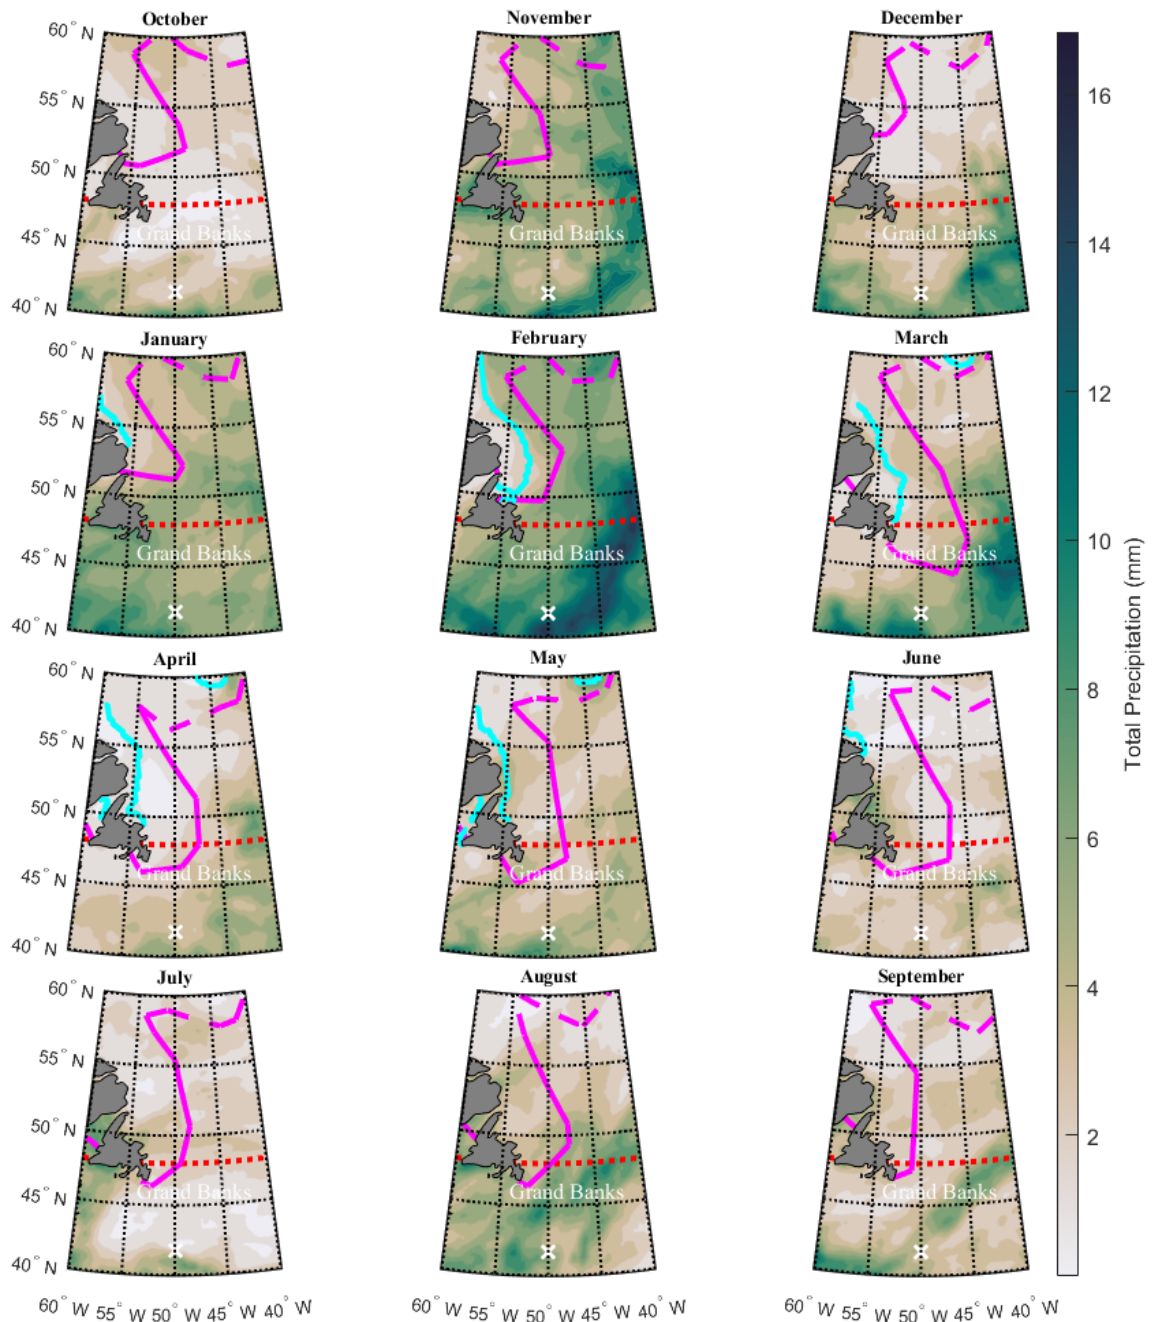 October
November
December
60° N
55° N
50° N
45° N
40° N
Grand Banks
Grand Banks
Grand Banks
January
February
March
60° N
55° N
50° N
45° N
40° N
Grand Banks
Grand Banks
Grand Banks
April
May
June
60° N
55° N
50° N
45° N
40° N
Grand Banks
Grand Banks
Grand Banks
July
August
September
60° N
55° N
50° N
45° N
40° N
Grand Banks
Grand Banks
Grand Banks
60° W 55° W 50° W 45° W 40° W
60° W 55° W 50° W 45° W 40° W
60° W 55° W 50° W 45° W 40° W
16
14
12
10
8
6
4
2
Total Precipitation (mm)